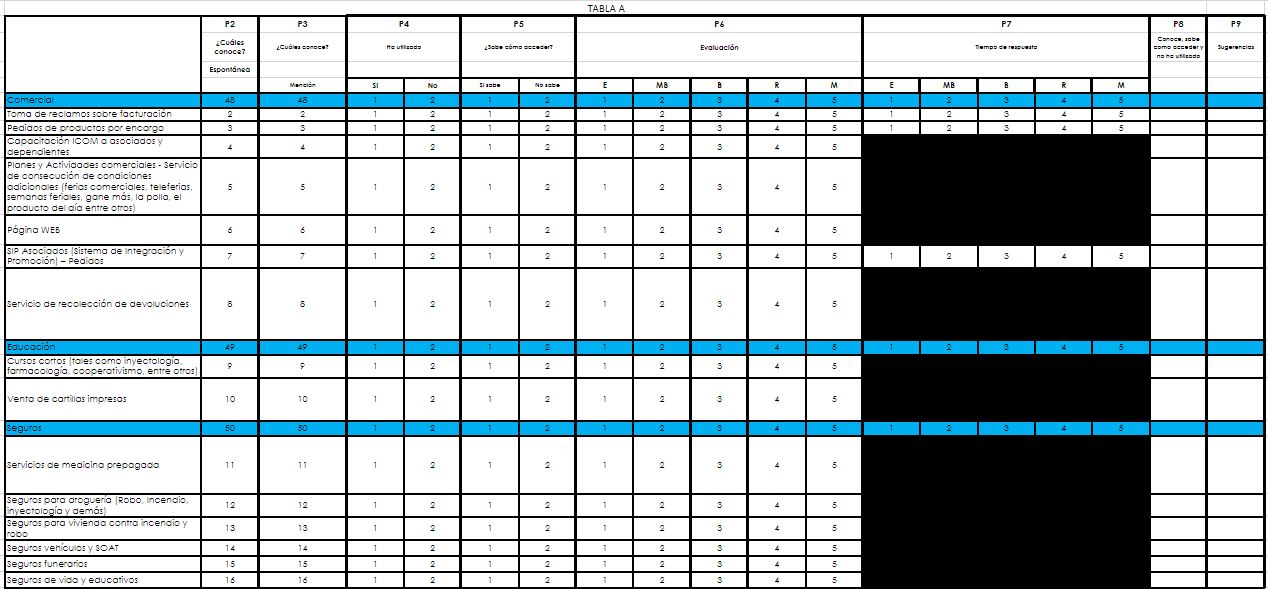 TABLA A
P2 P3 P4 P5 P6 P7 P8 P9
¿Cuáles conoce? ¿Cuáles conoce? Ha utilizado ¿Sabe cómo acceder? Evaluación Tiempo de respuesta Conoce, sabe como acceder y no ha utilizado Sugerencias
Espontánea
Mención SI No Si sabe No sabe E MB B R M E MB B R M
Comercial 48 48 1 2 1 2 1 2 3 4 5 1 2 3 4 5
Toma de reclamos sobre facturación 2 2 1 2 1 2 1 2 3 4 5 1 2 3 4 5
Pedidos de productos por encargo 3 3 1 2 1 2 1 2 3 4 5 1 2 3 4 5
Capacitación ICOM a asociados y
dependientes 4 4 1 2 1 2 1 2 3 4 5
Planes y Actividades comerciales - Servicio
de consecución de condiciones
adicionales (ferias comerciales, teleferias,
semanas feriales, gane más, la polla, el
producto del día entre otros) 5 5 1 2 1 2 1 2 3 4 5
Página WEB 6 6 1 2 1 2 1 2 3 4 5
SIP Asociados (Sistema de Integración y
Promoción) – Pedidos 7 7 1 2 1 2 1 2 3 4 5 1 2 3 4 5
Servicio de recolección de devoluciones 8 8 1 2 1 2 1 2 3 4 5
Educación 49 49 1 2 1 2 1 2 3 4 5 1 2 3 4 5
Cursos cortos (tales como inyectología,
farmacología, cooperativismo, entre otros) 9 9 1 2 1 2 1 2 3 4 5
Venta de cartillas impresas 10 10 1 2 1 2 1 2 3 4 5
Seguros 50 50 1 2 1 2 1 2 3 4 5 1 2 3 4 5
Servicios de medicina prepagada 11 11 1 2 1 2 1 2 3 4 5
Seguros para droguería (Robo, Incendio,
inyectología y demás) 12 12 1 2 1 2 1 2 3 4 5
Seguros para vivienda contra incendio y
robo 13 13 1 2 1 2 1 2 3 4 5
Seguros vehículos y SOAT 14 14 1 2 1 2 1 2 3 4 5
Seguros funerarios 15 15 1 2 1 2 1 2 3 4 5
Seguros de vida y educativos 16 16 1 2 1 2 1 2 3 4 5